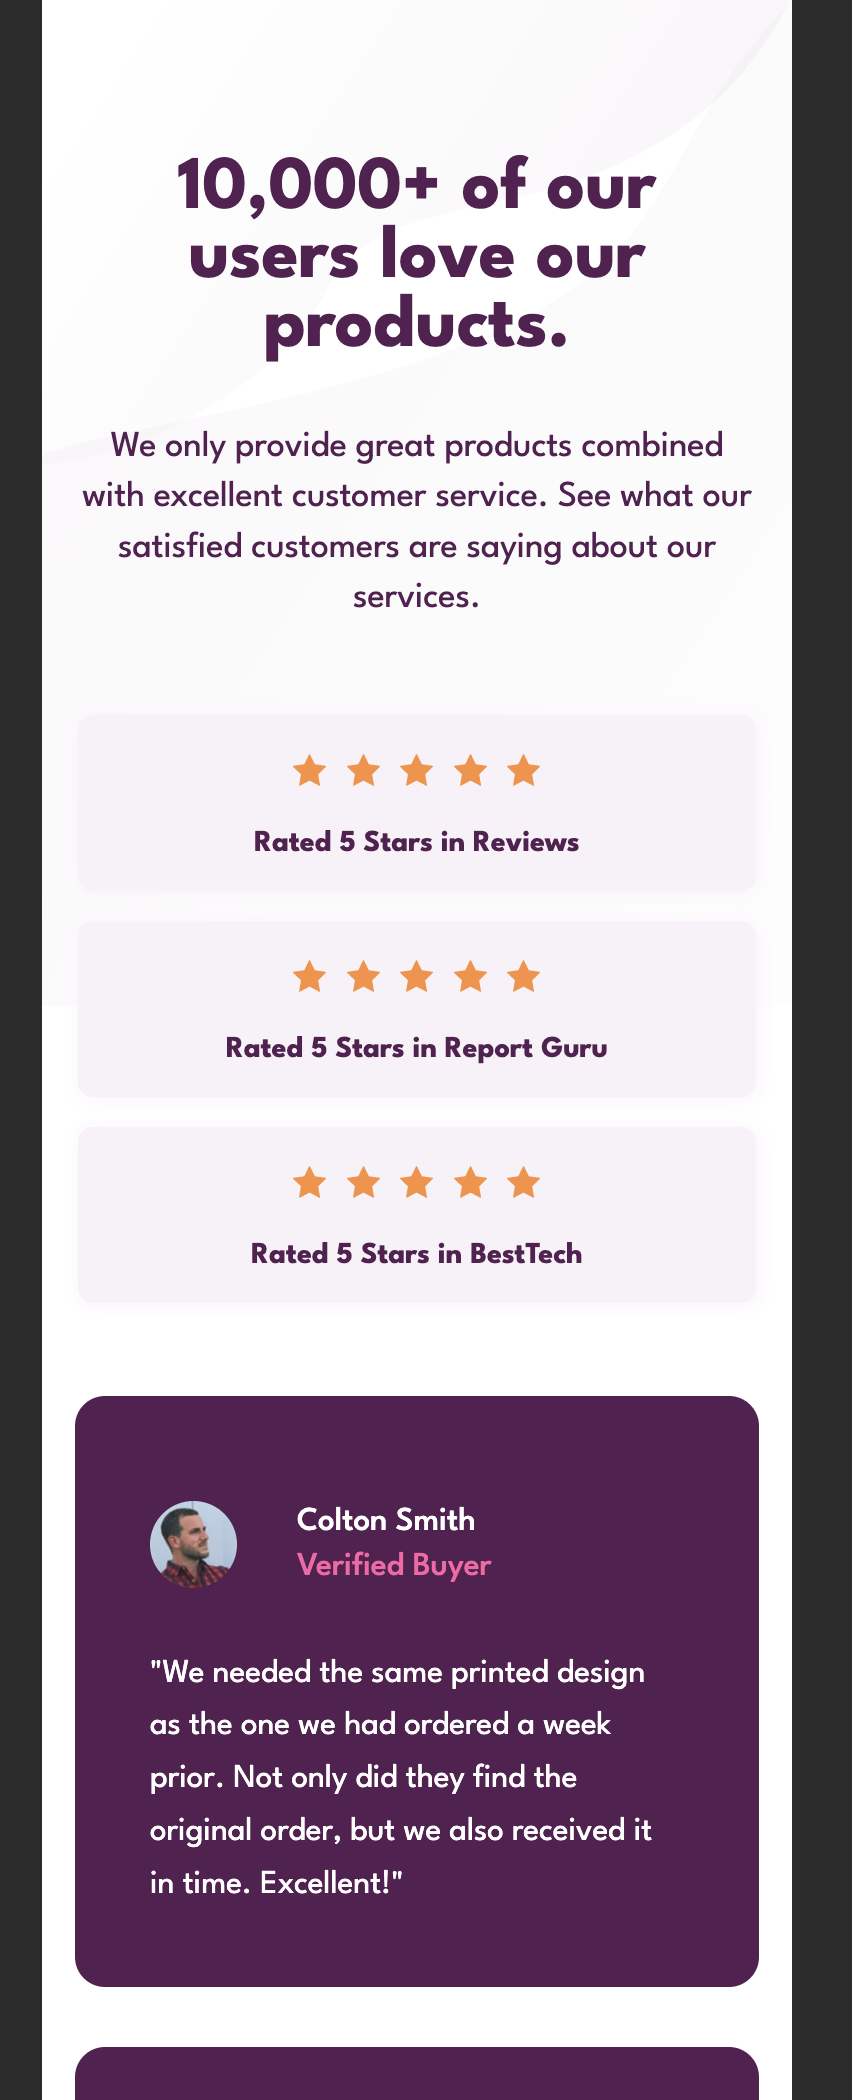 10,000+ of our
users love our
products.
We only provide great products combined
with excellent customer service. See what our
satisfied customers are saying about our
services.
Rated 5 Stars in Reviews
Rated 5 Stars in Report Guru
Rated 5 Stars in BestTech
Colton Smith
Verified Buyer
"We needed the same printed design
as the one we had ordered a week
prior. Not only did they find the
original order, but we also received it
in time. Excellent!"